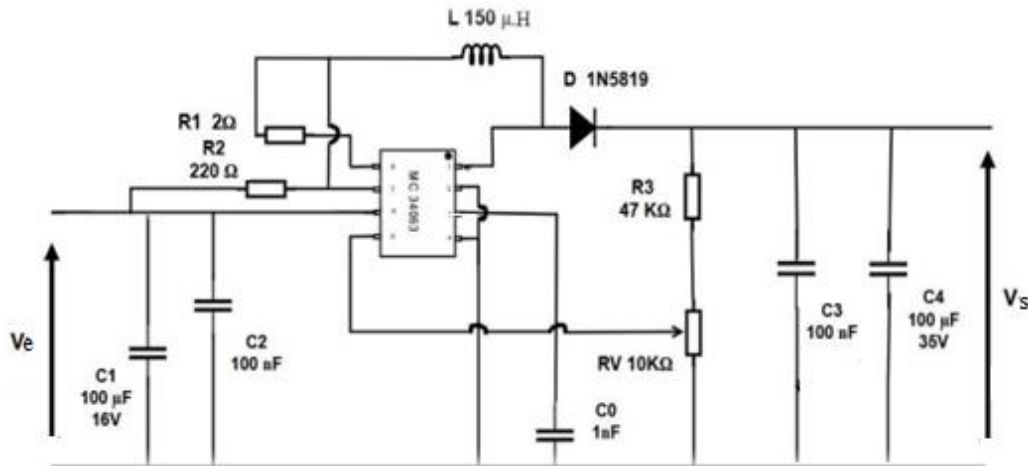 L 150 µH
D 1N5819
R1 2Ω
R2
220 Ω
MC 34063
R3
47 KΩ
Ve
Vs
C1
100 µF
16V
C2
100 nF
RV 10KΩ
C0
1nF
C3
100 nF
C4
100 µF
35V